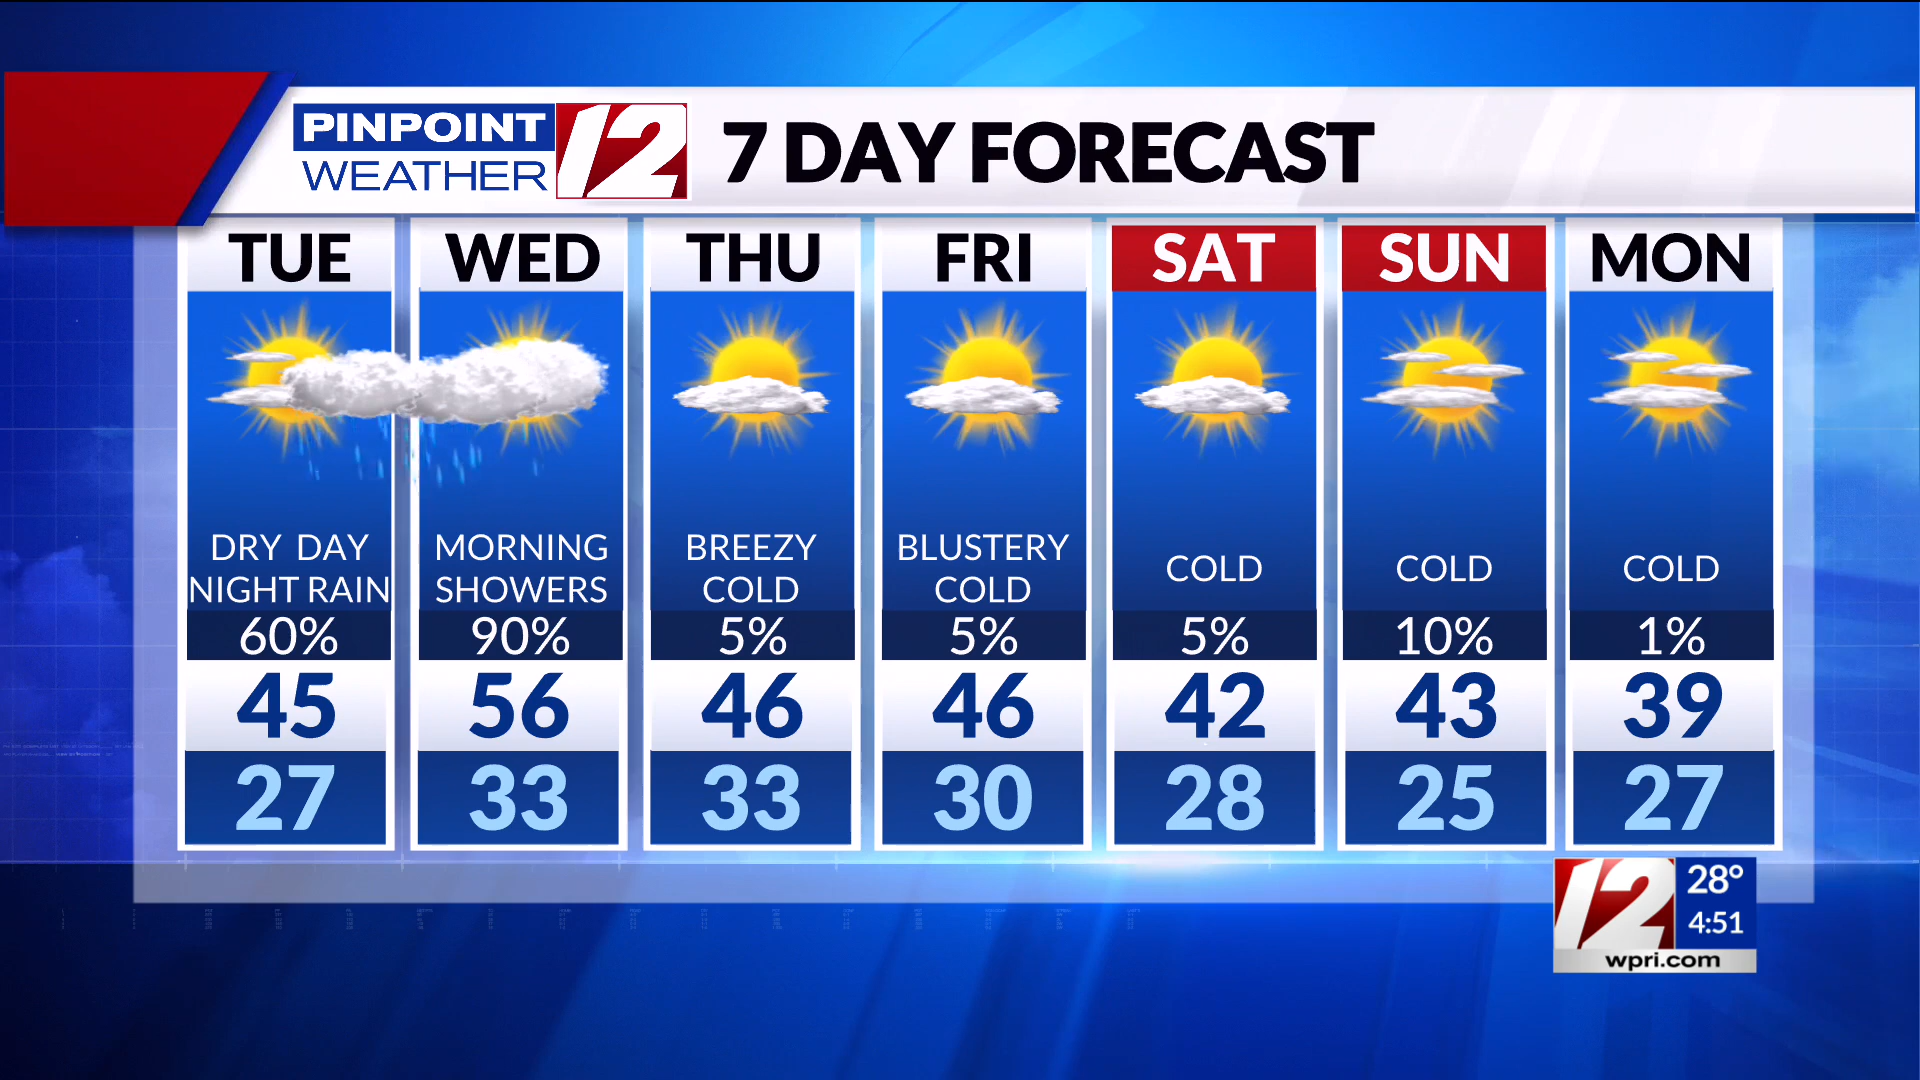 PINPOINT
WEATHER
12
7 DAY FORECAST
TUE WED THU FRI SAT SUN MON
DRY DAY
NIGHT RAIN
MORNING
SHOWERS
BREEZY
COLD
BLUSTERY
COLD
COLD
COLD
COLD
60% 90% 5% 5% 5% 10% 1%
45 56 46 46 42 43 39
27 33 33 30 28 25 27
12
28°
4:51
wpri.com